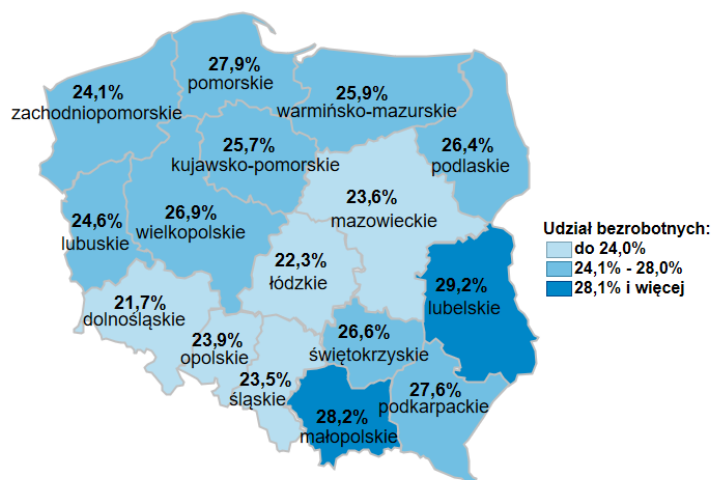 27,9%
pomorskie
24,1%
zachodniopomorskie
25,9%
warmińsko-mazurskie
25,7%
kujawsko-pomorskie
26,4%
podlaskie
23,6%
mazowieckie
24,6%
lubuskie
26,9%
wielkopolskie
22,3%
łódzkie
21,7%
dolnośląskie
23,9%
opolskie
23,5%
śląskie
26,6%
świętokrzyskie
29,2%
lubelskie
28,2%
małopolskie
27,6%
podkarpackie
Udział bezrobotnych:
do 24,0%
24,1% - 28,0%
28,1% i więcej